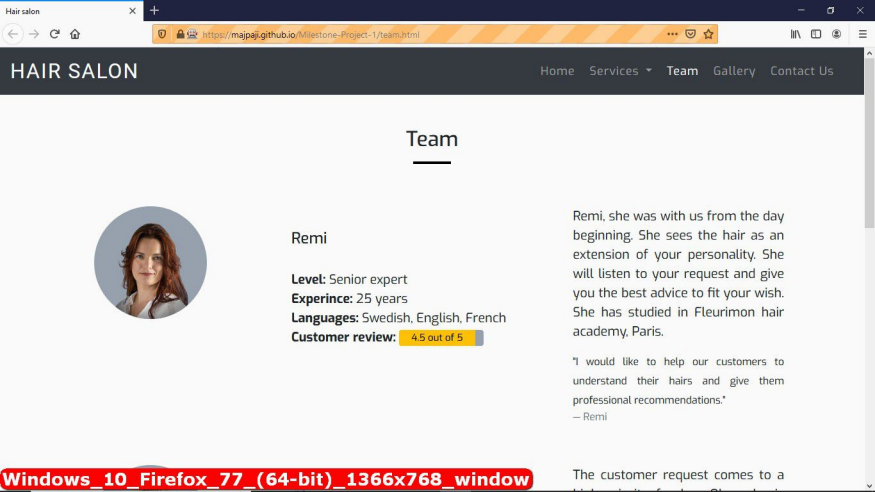 Hair salon
https://majpaji.github.io/Milestone-Project-1/team.html
HAIR SALON
Home Services Team Gallery Contact Us
Team
Remi
Level: Senior expert
Experince: 25 years
Languages: Swedish, English, French
Customer review: 4.5 out of 5
Remi, she was with us from the day
beginning. She sees the hair as an
extension of your personality. She
will listen to your request and give
you the best advice to fit your wish.
She has studied in Fleurimon hair
academy, Paris.
"I would like to help our customers to
understand their hairs and give them
professional recommendations."
— Remi
The customer request comes to a
Windows_10_Firefox_77_(64-bit)_1366x768_window